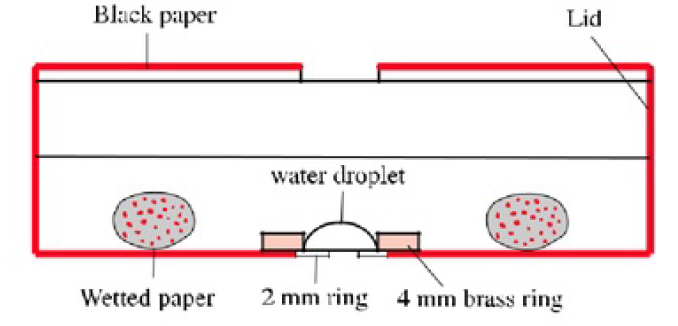 Black paper
Lid
water droplet
Wetted paper
2 mm ring
4 mm brass ring